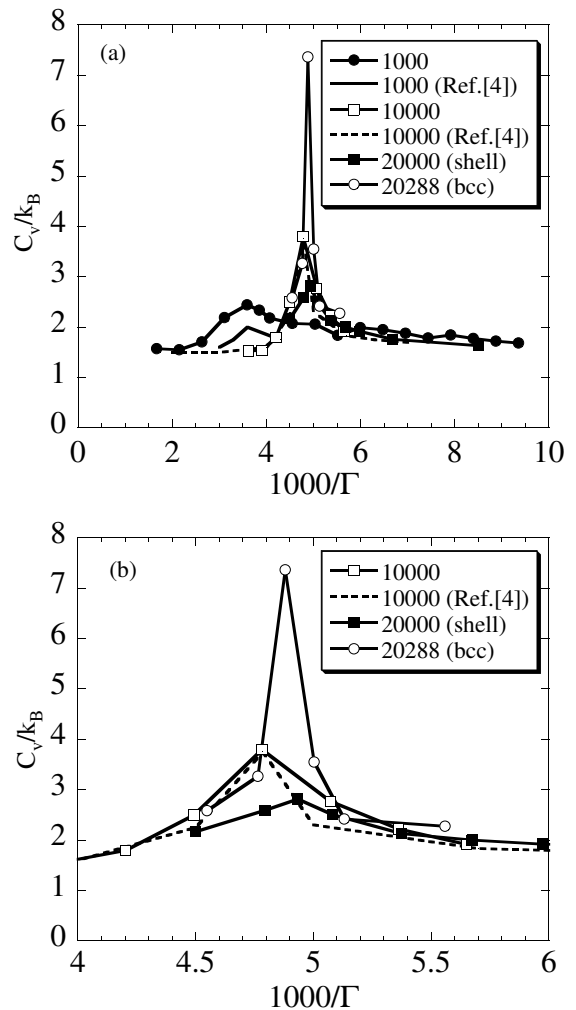 8
(a)
7
1000
1000 (Ref.[4])
6
10000
10000 (Ref.[4])
5
20000 (shell)
20288 (bcc)
C_v/k_B
4
3
2
1
0
0 2 4 6 8 10
1000/Γ
8
(b)
7
10000
10000 (Ref.[4])
6
20000 (shell)
20288 (bcc)
5
C_v/k_B
4
3
2
1
0
4 4.5 5 5.5 6
1000/Γ